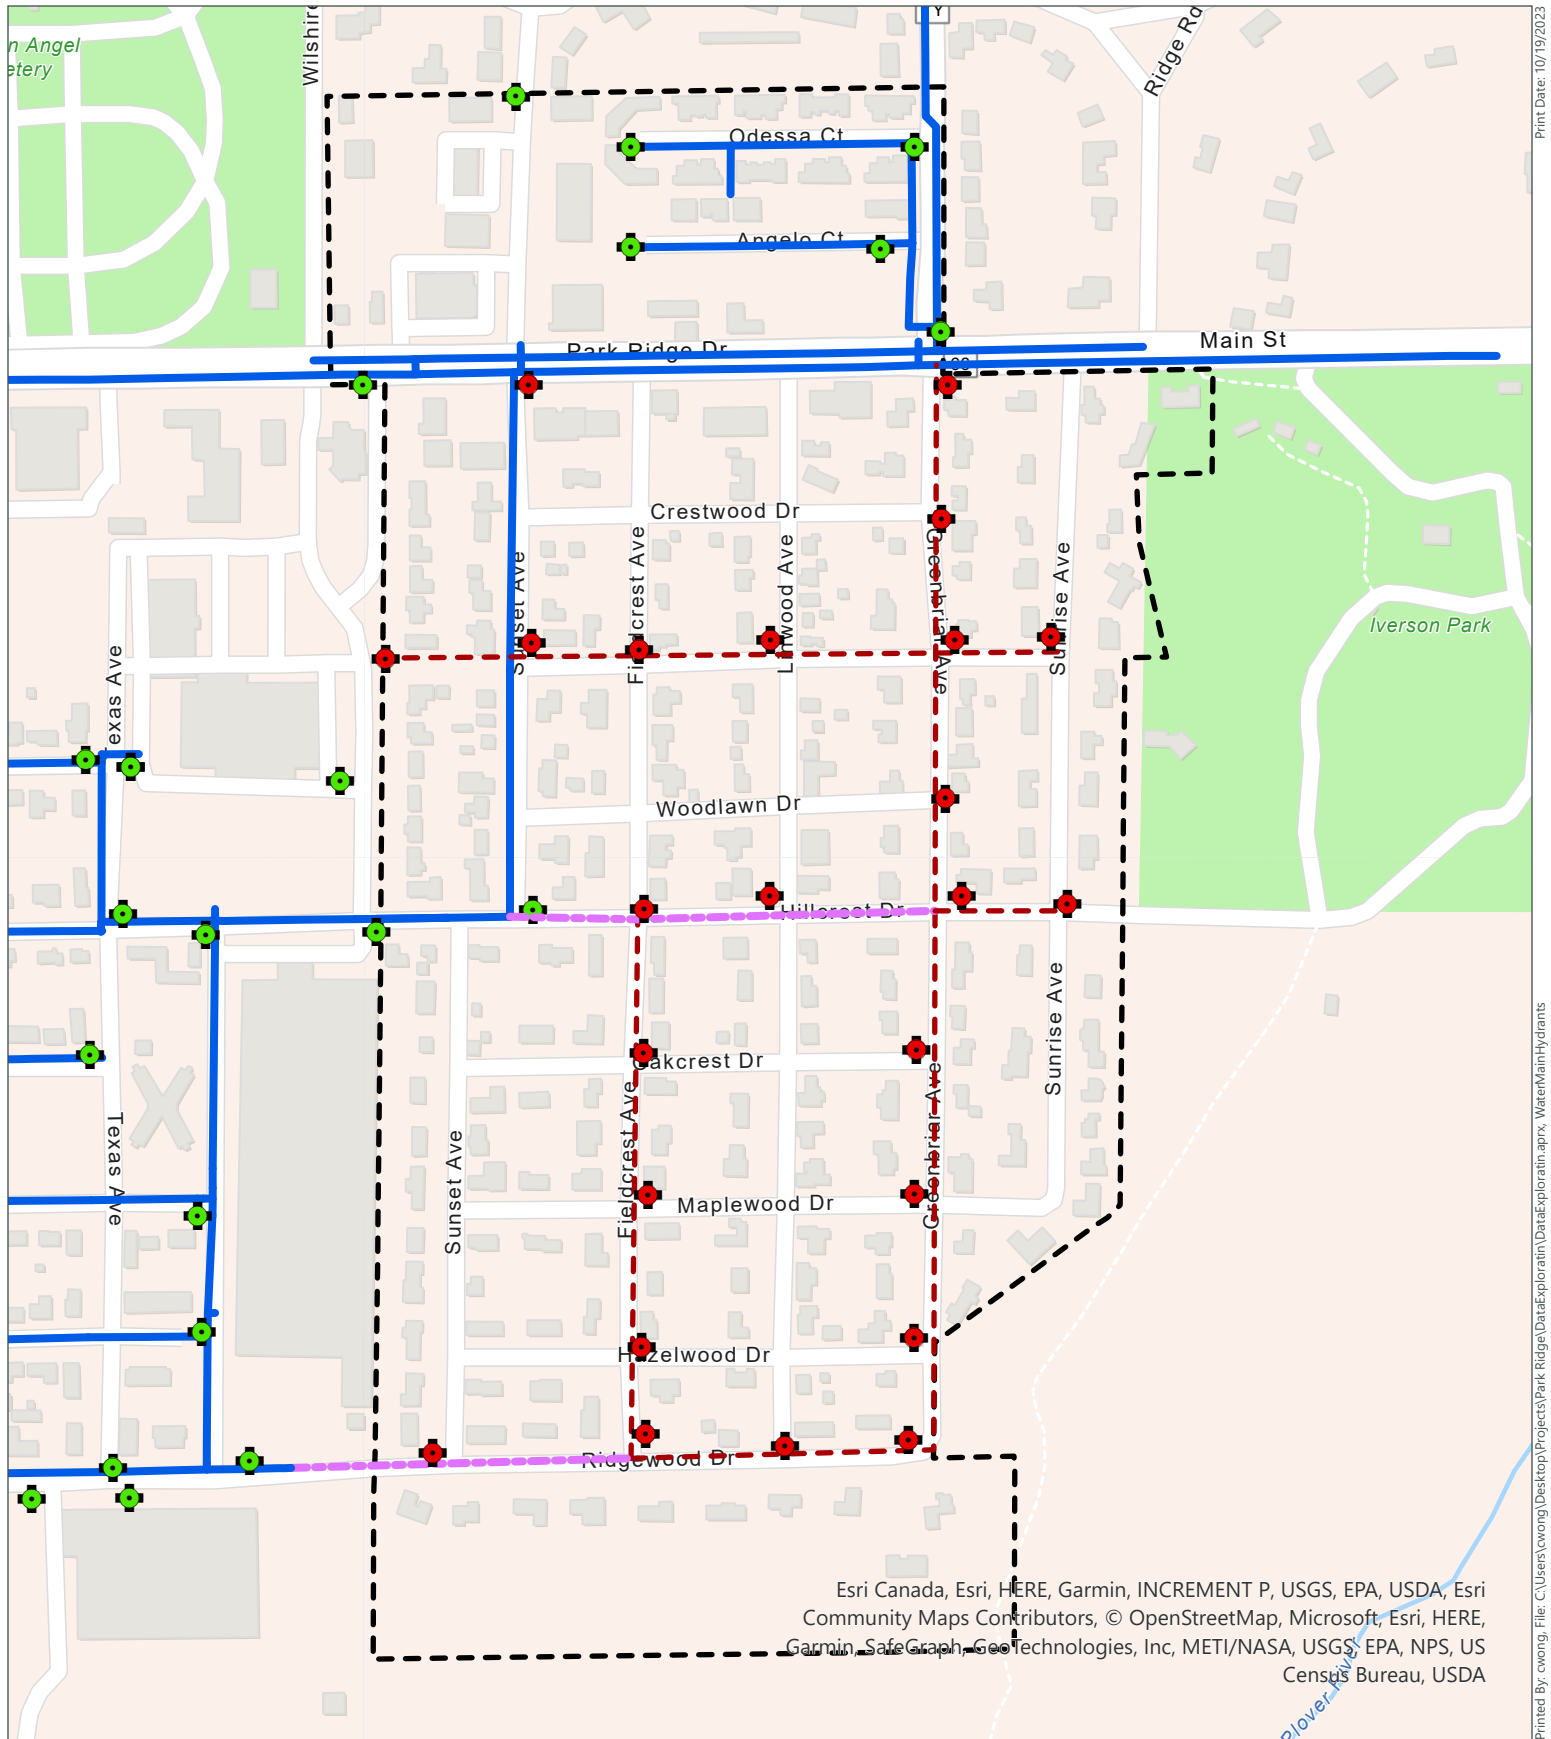 n Angel
etery
Wilshire
Y
Ridge Rd
Print Date: 10/19/2023
Odessa Ct
Angelo Ct
Park Ridge Dr
Main St
66
Crestwood Dr
Sunset Ave
Fieldcrest Ave
Linwood Ave
Greenbriar Ave
Sunrise Ave
Iverson Park
Texas Ave
Woodlawn Dr
Hillcrest Dr
Sunrise Ave
Oakcrest Dr
Texas Ave
Sunset Ave
Fieldcrest Ave
Greenbriar Ave
Maplewood Dr
Hazelwood Dr
Ridgewood Dr
Esri Canada, Esri, HERE, Garmin, INCREMENT P, USGS, EPA, USDA, Esri
Community Maps Contributors, © OpenStreetMap, Microsoft, Esri, HERE,
Garmin, SafeGraph, GeoTechnologies, Inc, METI/NASA, USGS, EPA, NPS, US
Census Bureau, USDA
Plover River
Printed By: cwong, File: C:\Users\cwong\Desktop\Projects\Park Ridge\DataExploratin\DataExploratin.aprx, WaterMainHydrants